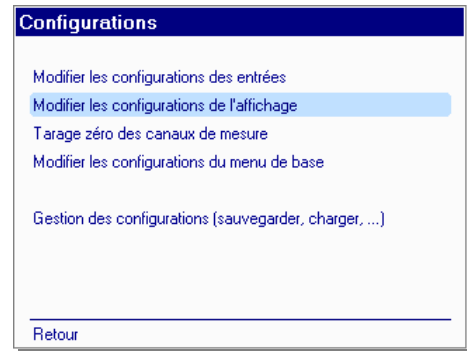 Configurations
Modifier les configurations des entrées
Modifier les configurations de l'affichage
Tarage zéro des canaux de mesure
Modifier les configurations du menu de base
Gestion des configurations (sauvegarder, charger, ...)
Retour